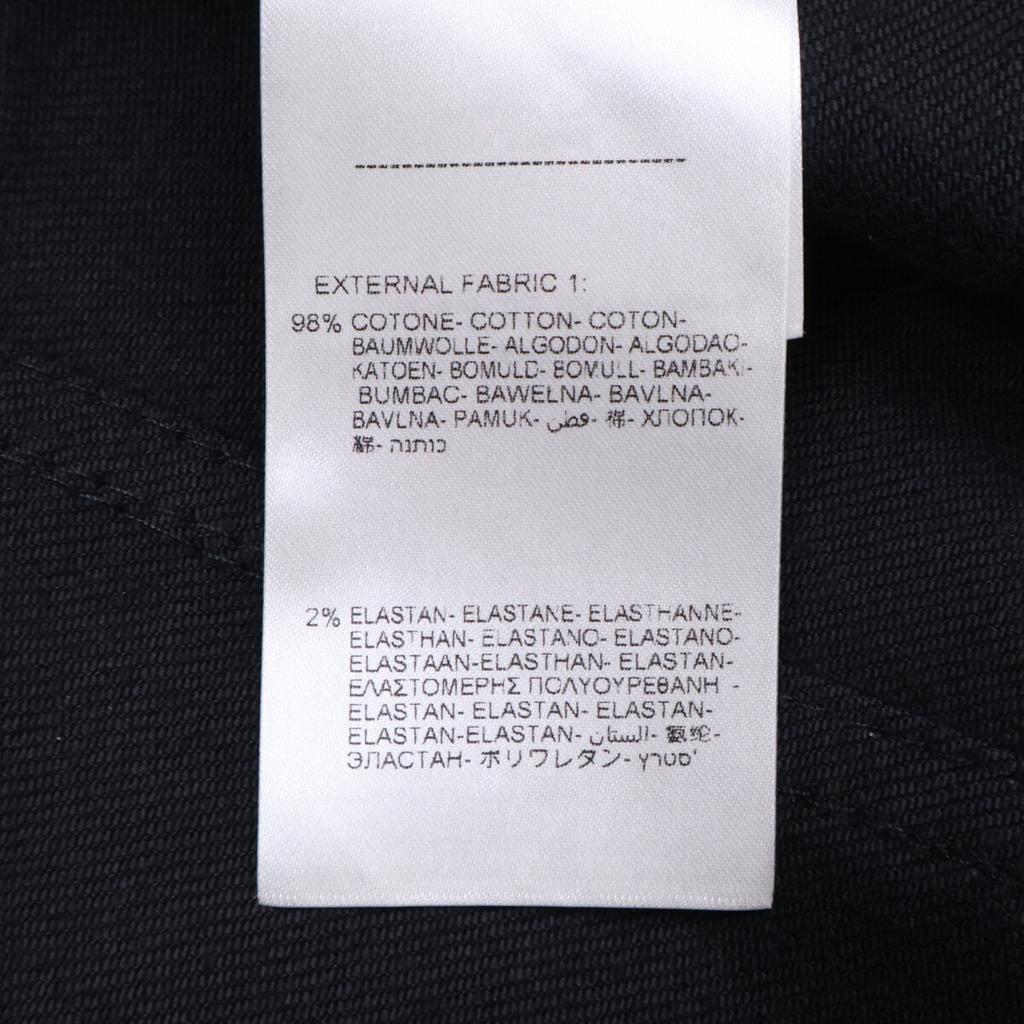 EXTERNAL FABRIC 1:
98% COTONE- COTTON- COTON-
BAUMWOLLE- ALGODON- ALGODAO-
KATOEN- BOMULD- BOMULL- BAMBAKI-
BUMBAC- BAWEŁNA- BAVLNA-
BAVLNA- PAMUK- قطن- 棉- ХЛОПОК-
綿- כותנה
2% ELASTAN- ELASTANE- ELASTHANNE-
ELASTHAN- ELASTANO- ELASTANO-
ELASTAAN-ELASTHAN- ELASTAN-
ΕΛΑΣΤΟΜΕΡΗΣ ΠΟΛΥΟΥΡΕΘΑΝΗ -
ELASTAN- ELASTAN- ELASTAN-
ELASTAN-ELASTAN- الستان- 氨纶-
ЭЛАСТАН- ポリウレタン- סטרץ'